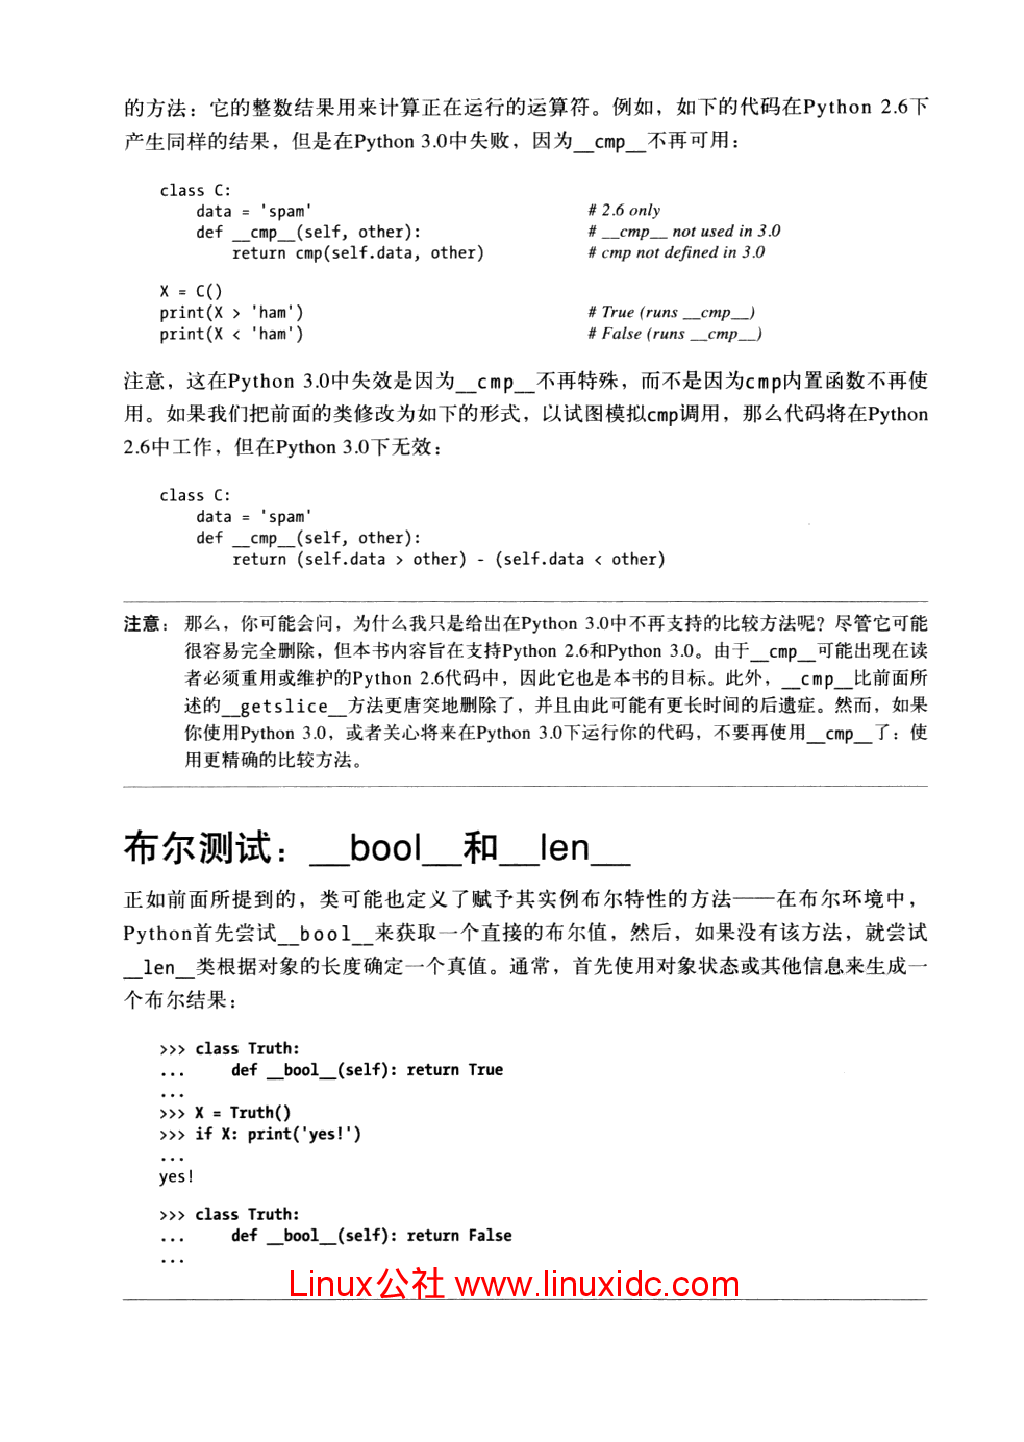 的方法：它的整数结果用来计算正在运行的运算符。例如，如下的代码在Python 2.6下
产生同样的结果，但是在Python 3.0中失败，因为__cmp__不再可用：
class C:
    data = 'spam'                              # 2.6 only
    def __cmp__(self, other):                  # __cmp__ not used in 3.0
        return cmp(self.data, other)           # cmp not defined in 3.0
X = C()
print(X > 'ham')                               # True (runs __cmp__)
print(X < 'ham')                               # False (runs __cmp__)
注意，这在Python 3.0中失效是因为__cmp__不再特殊，而不是因为cmp内置函数不再使
用。如果我们把前面的类修改为如下的形式，以试图模拟cmp调用，那么代码将在Python
2.6中工作，但在Python 3.0下无效：
class C:
    data = 'spam'
    def __cmp__(self, other):
        return (self.data > other) - (self.data < other)
注意：那么，你可能会问，为什么我只是给出在Python 3.0中不再支持的比较方法呢？尽管它可能
很容易完全删除，但本书内容旨在支持Python 2.6和Python 3.0。由于__cmp__可能出现在读
者必须重用或维护的Python 2.6代码中，因此它也是本书的目标。此外，__cmp__比前面所
述的__getslice__方法更唐突地删除了，并且由此可能有更长时间的后遗症。然而，如果
你使用Python 3.0，或者关心将来在Python 3.0下运行你的代码，不要再使用__cmp__了：使
用更精确的比较方法。
布尔测试：__bool__和__len__
正如前面所提到的，类可能也定义了赋予其实例布尔特性的方法——在布尔环境中，
Python首先尝试__bool__来获取一个直接的布尔值，然后，如果没有该方法，就尝试
__len__类根据对象的长度确定一个真值。通常，首先使用对象状态或其他信息来生成一
个布尔结果：
>>> class Truth:
...     def __bool__(self): return True
...
>>> X = Truth()
>>> if X: print('yes!')
...
yes!
>>> class Truth:
...     def __bool__(self): return False
...
Linux公社 www.linuxidc.com